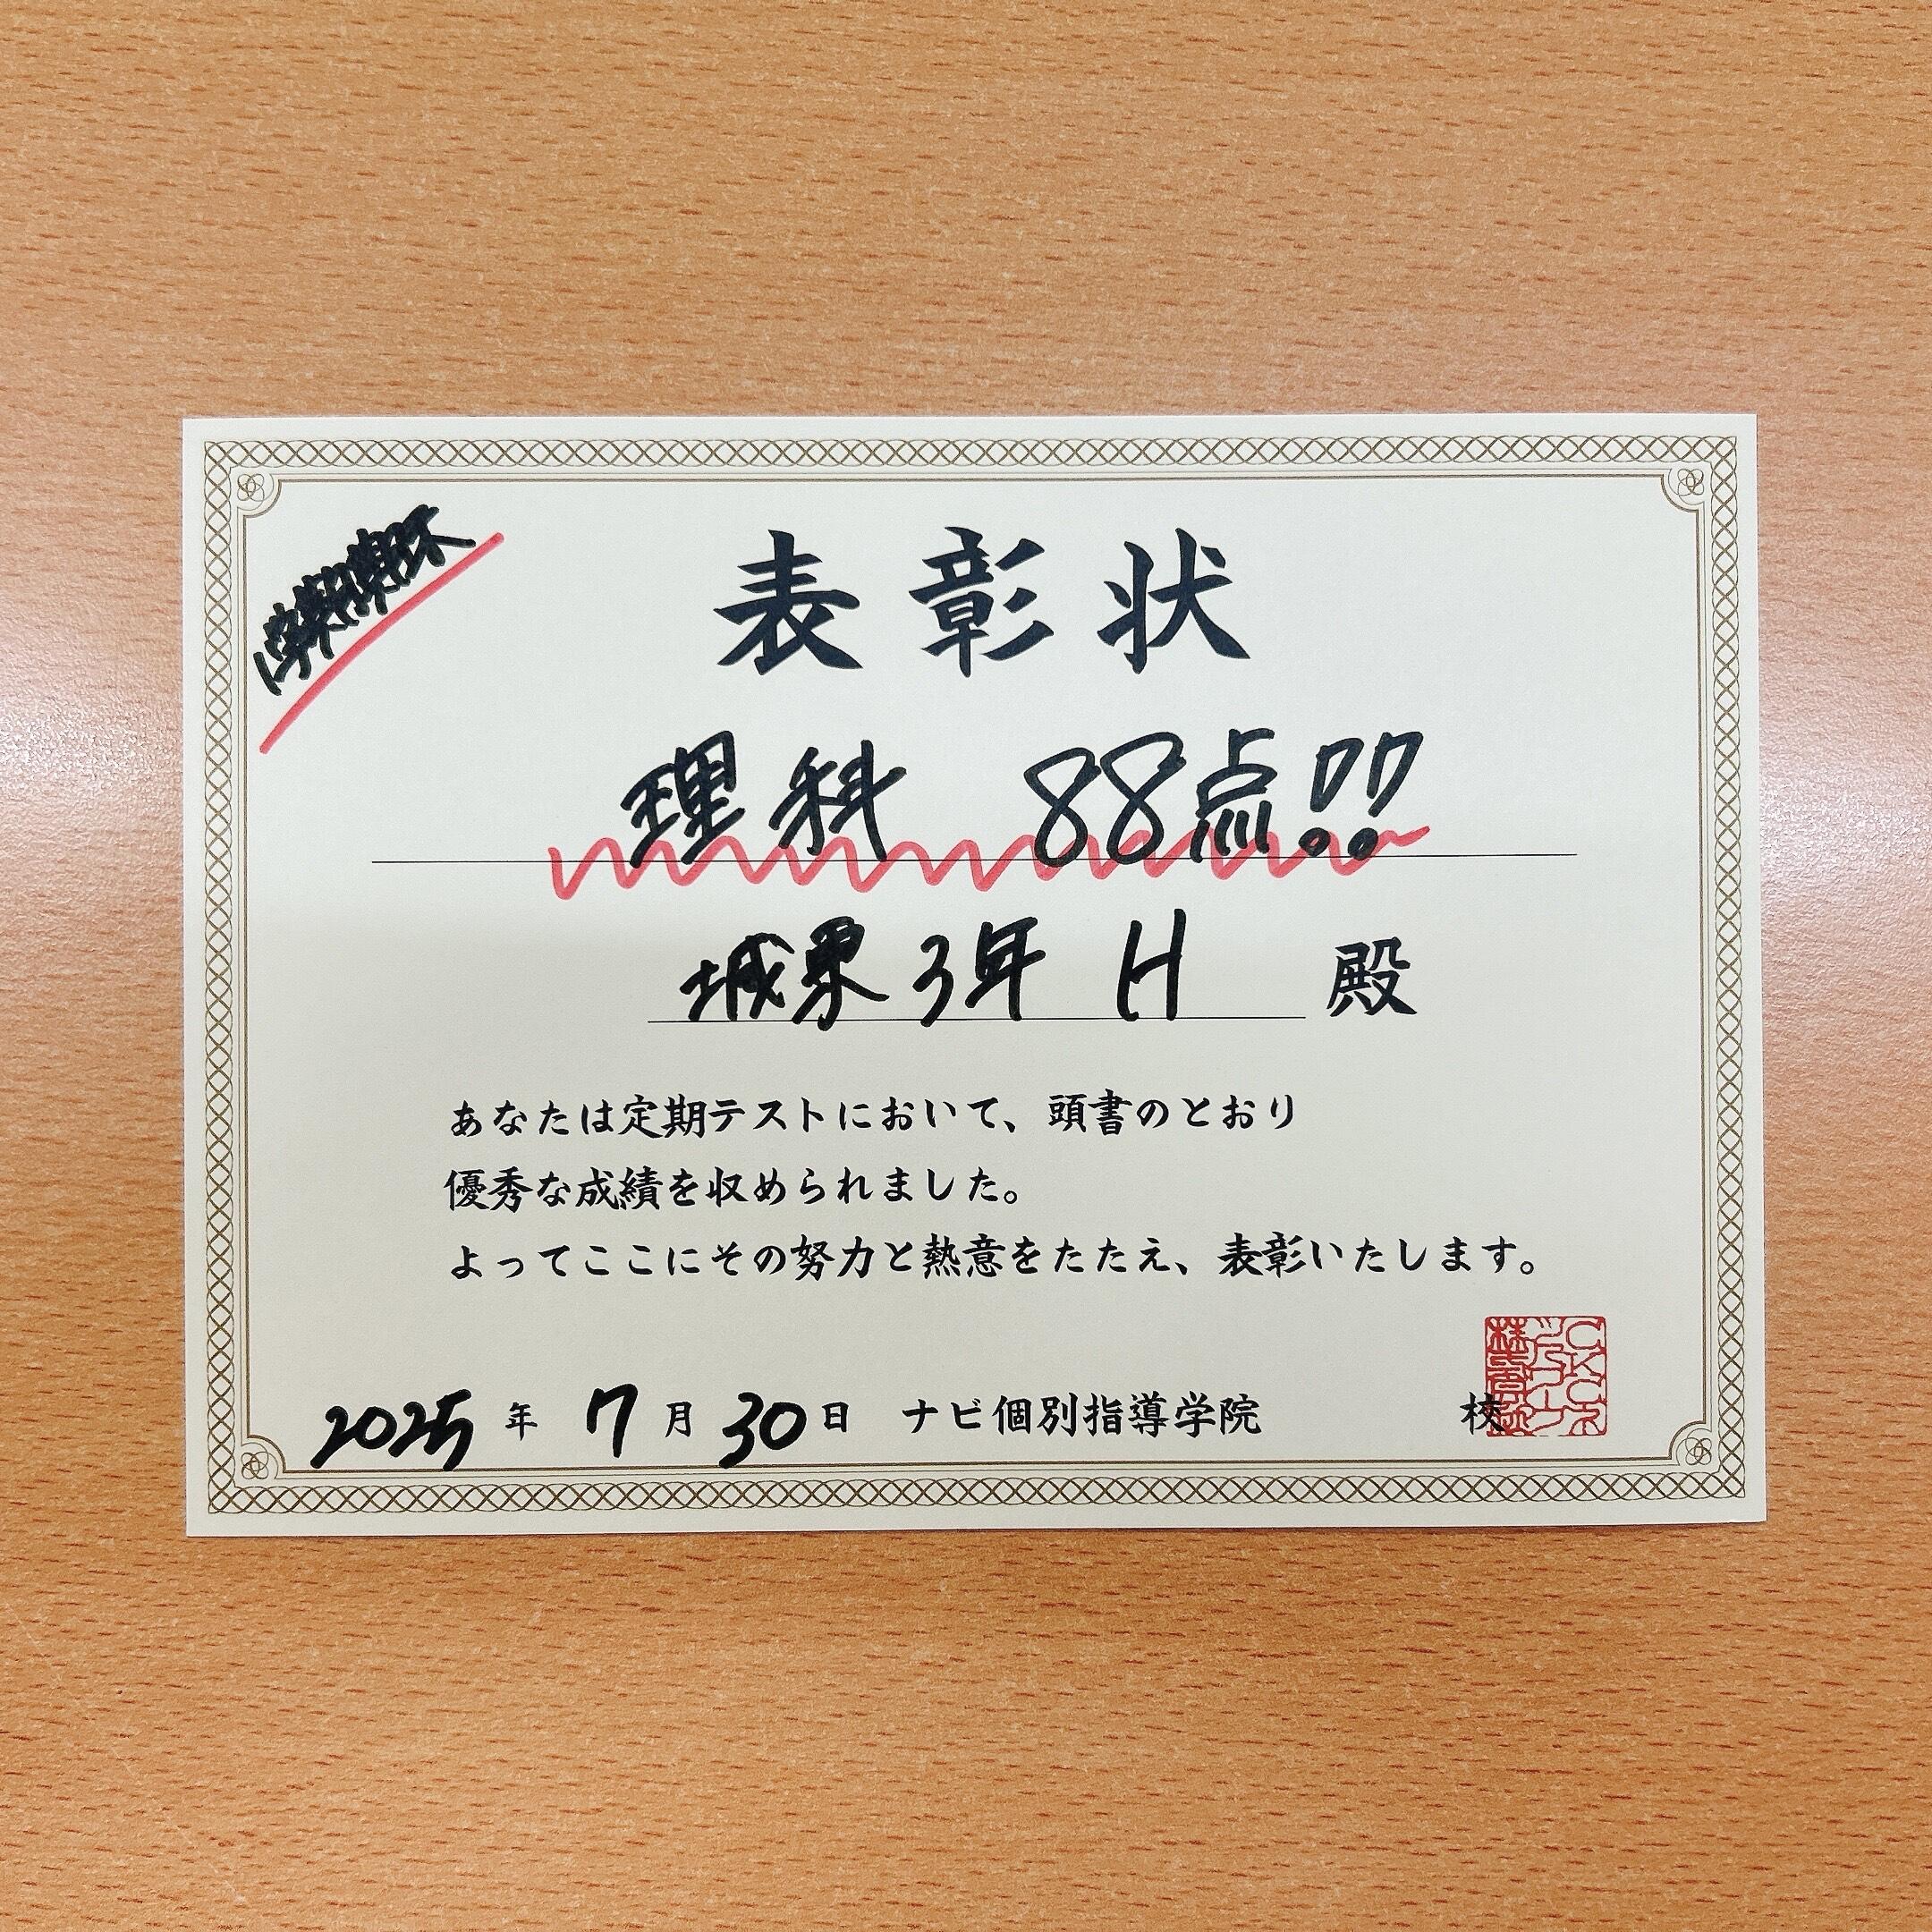 1学期期末
表彰状
理科 88点!!
城東3年 H 殿
あなたは定期テストにおいて、頭書のとおり
優秀な成績を収められました。
よってここにその努力と熱意をたたえ、表彰いたします。
2025年 7月 30日 ナビ個別指導学院 校